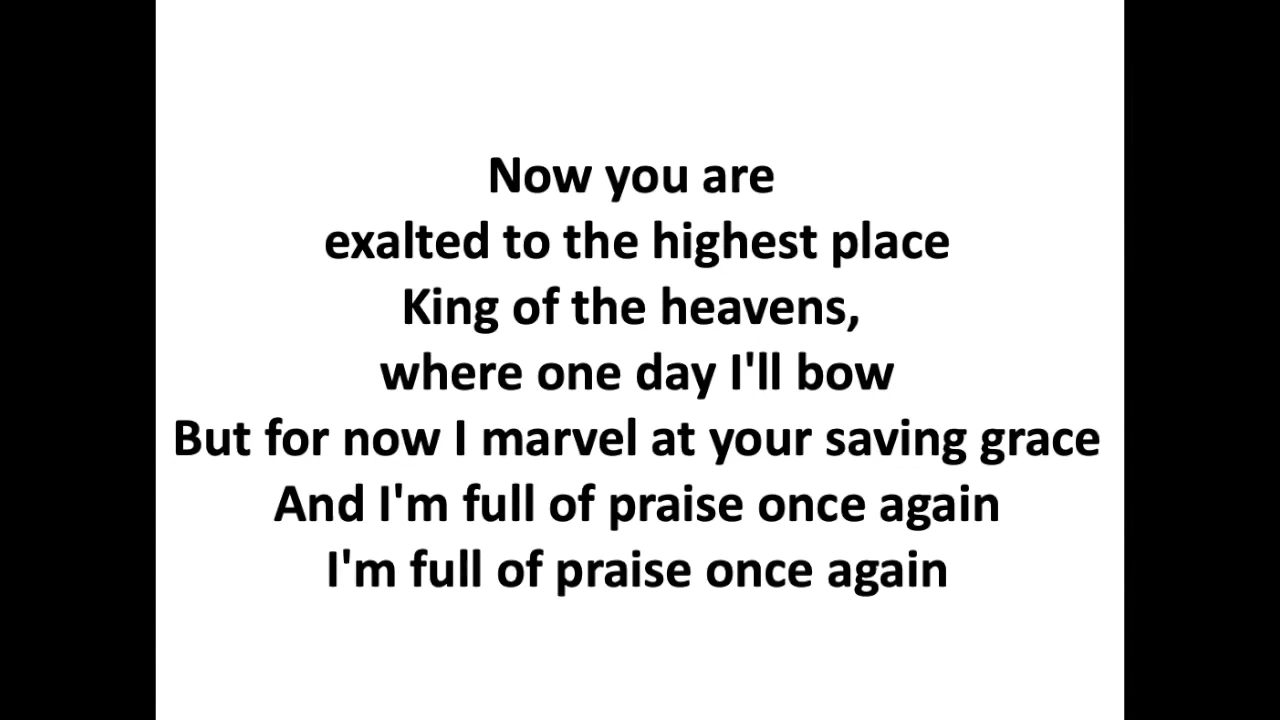 Now you are
exalted to the highest place
King of the heavens,
where one day I'll bow
But for now I marvel at your saving grace
And I'm full of praise once again
I'm full of praise once again